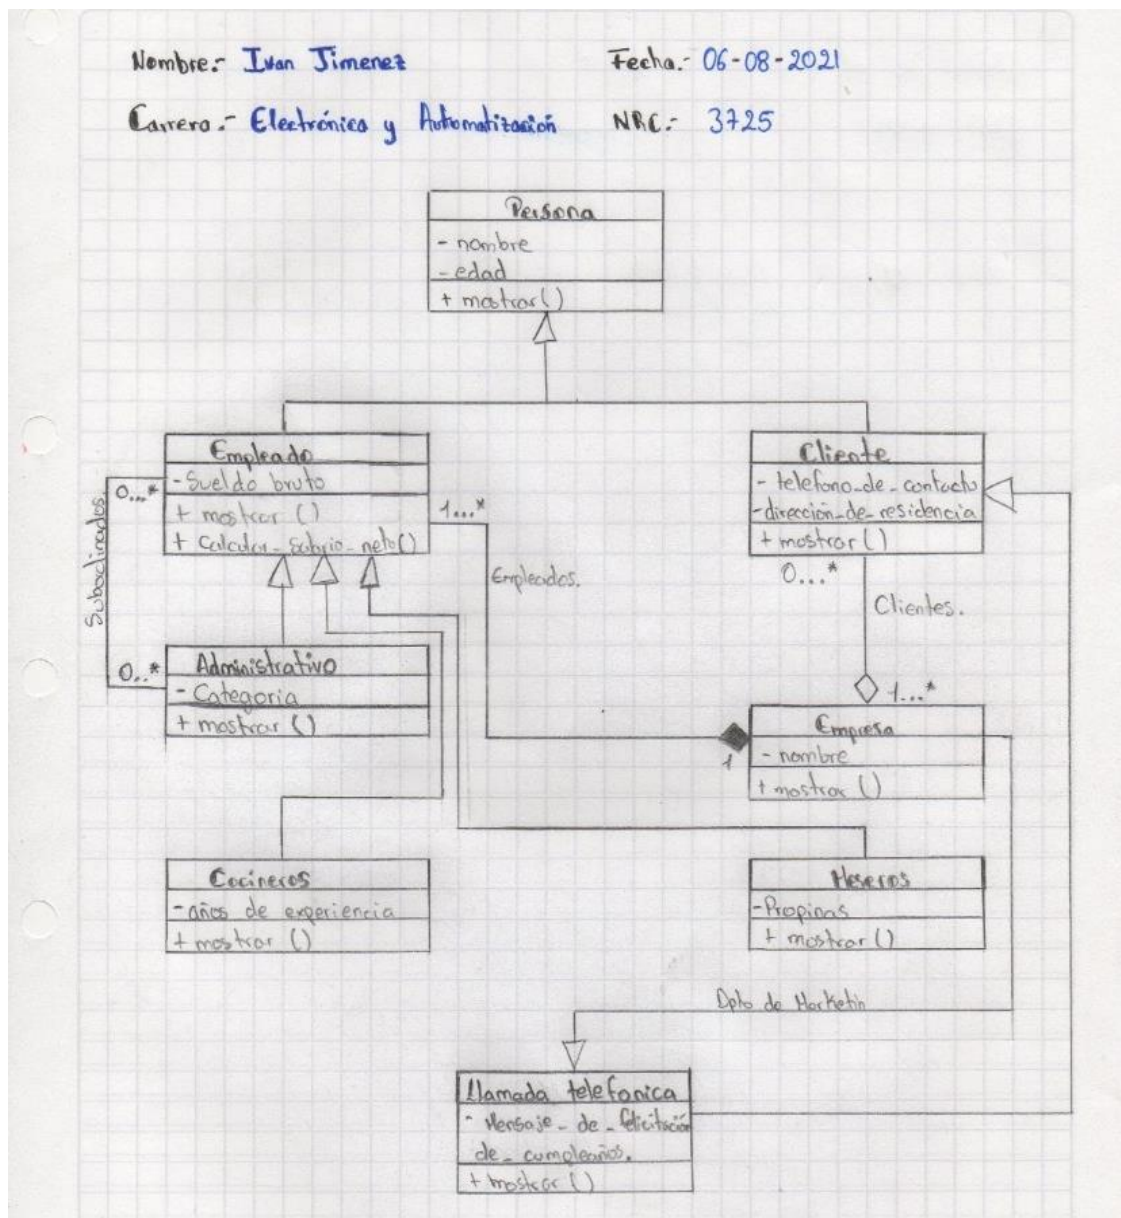 Nombre.- Ivan Jimenez
Fecha.- 06-08-2021
Carrera.- Electrónica y Automatización
NRC.- 3725
Persona
- nombre
- edad
+ mostrar()
Empleado
- Sueldo bruto
+ mostrar ()
+ Calcular_Salario_neto()
Cliente
- telefono_de_contacto
- dirección_de_residencia
+ mostrar()
0...*
1...*
Subordinados.
Empleados.
0...*
Clientes.
0..*
Administrativo
- Categoria
+ mostrar ()
1...*
1
Empresa
- nombre
+ mostrar ()
Cocineros
- años de experiencia
+ mostrar ()
Meseros
- Propinas
+ mostrar ()
Dpto de Marketin
Llamada telefonica
- Mensaje_de_felicitación
de_cumpleaños.
+ mostrar ()